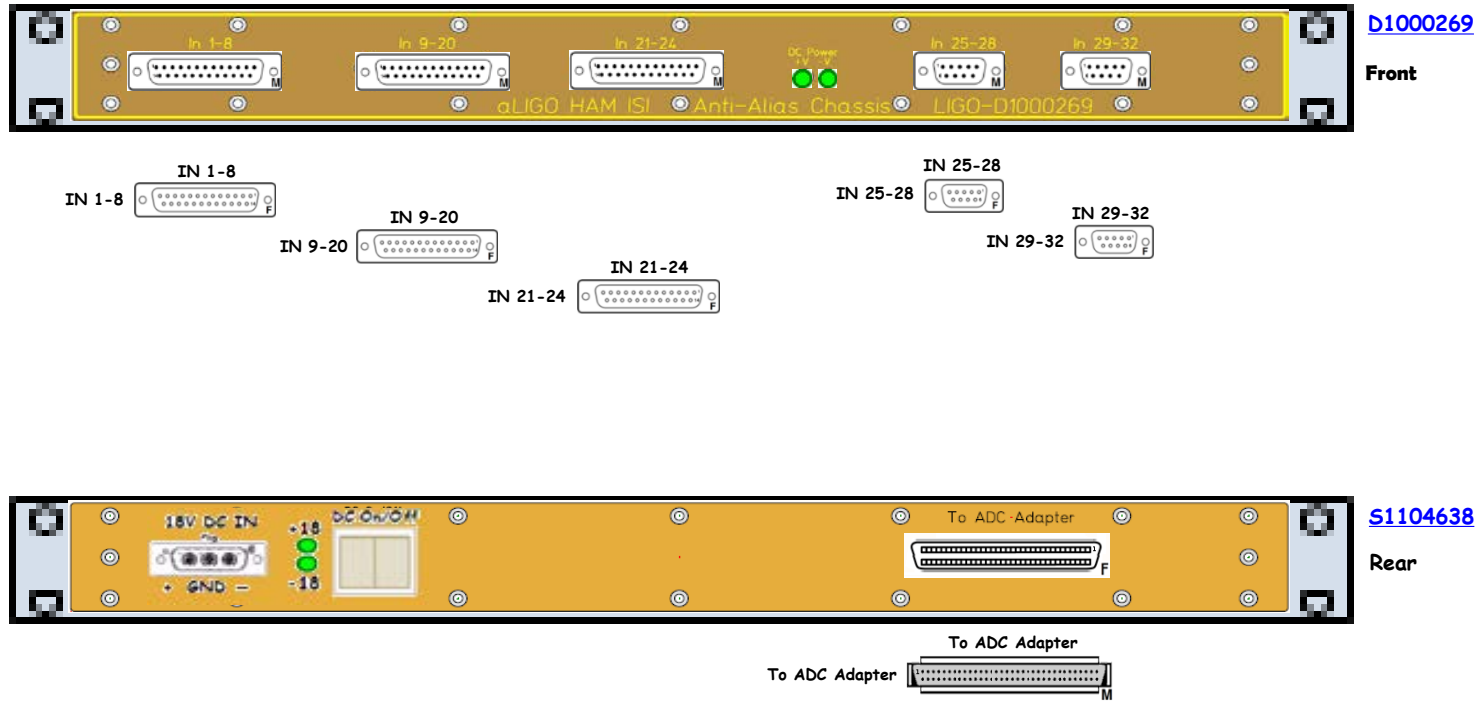 D1000269
In 1-8 In 9-20 In 21-24 DC Power In 25-28 In 29-32
+V -V
M M M M M
Front
aLIGO HAM ISI Anti-Alias Chassis LIGO-D1000269
IN 1-8
IN 1-8 F
IN 9-20
IN 9-20 F
IN 21-24
IN 21-24 F
IN 25-28
IN 25-28 F
IN 29-32
IN 29-32 F
S1104638
18V DC IN +18 DC On/Off To ADC-Adapter
F
Rear
+ GND - -18
To ADC Adapter
To ADC Adapter M